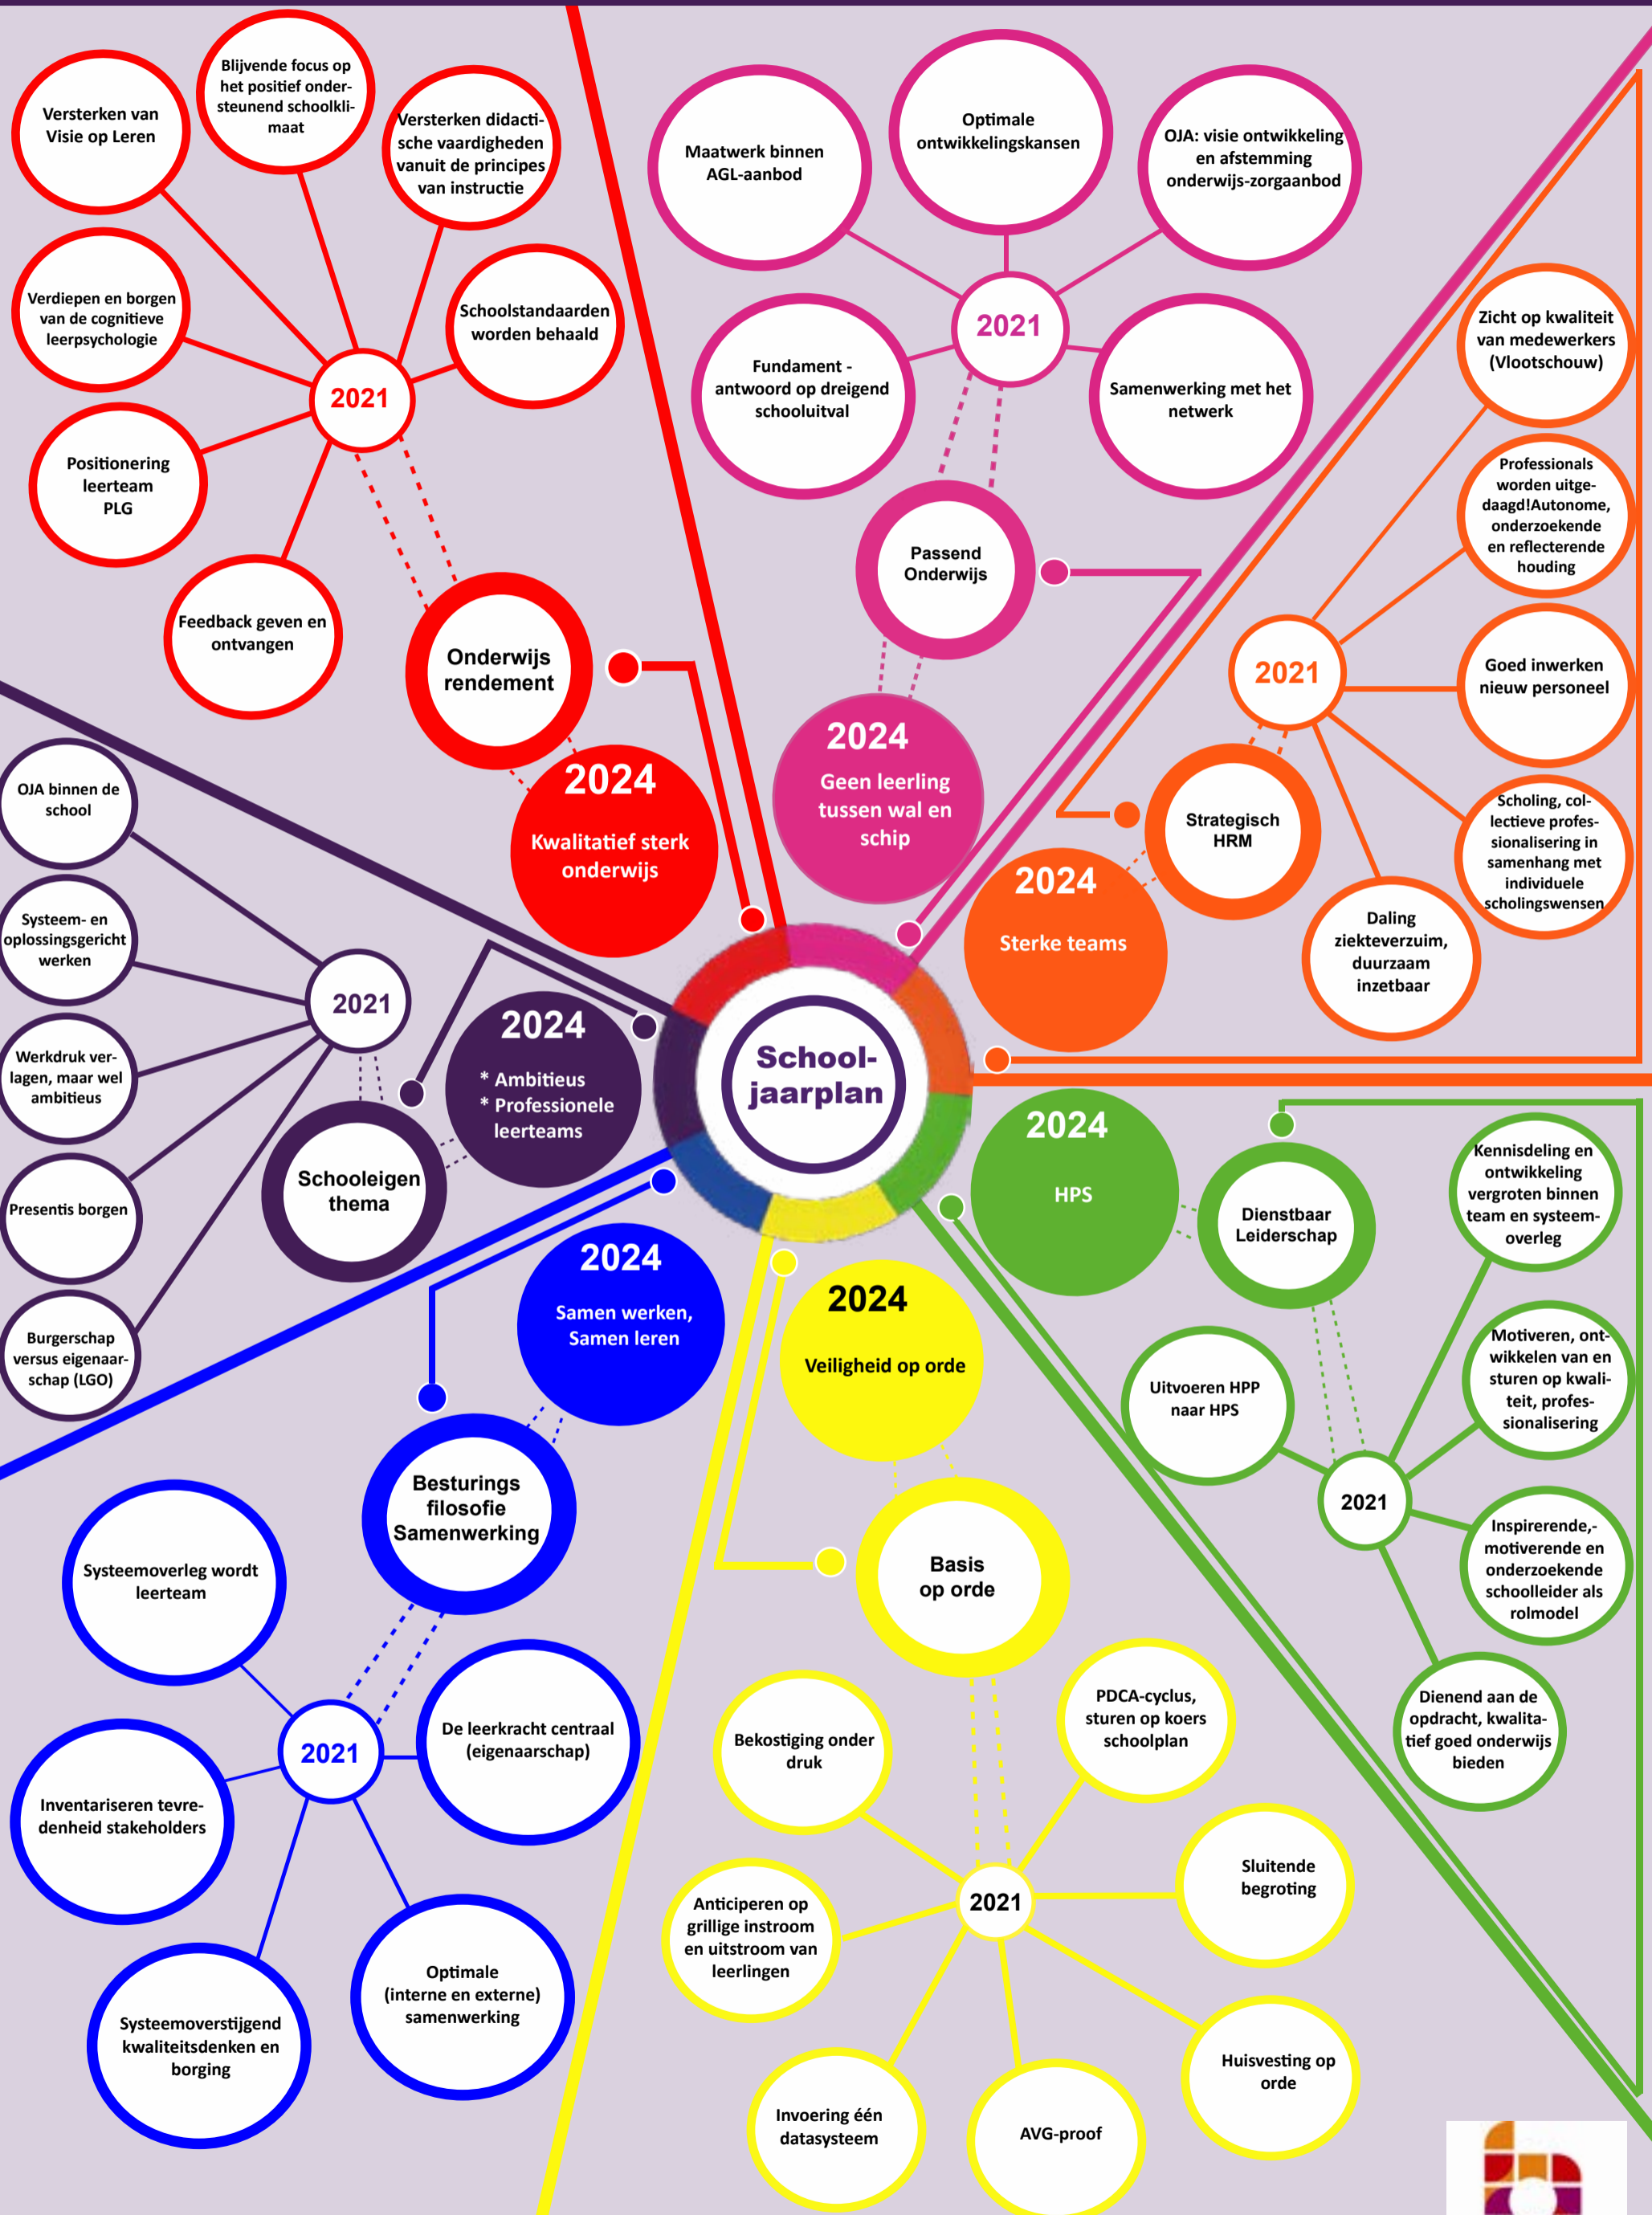 Versterken van
Visie op Leren
Blijvende focus op
het positief onder-
steunend schoolkli-
maat
Versterken didacti-
sche vaardigheden
vanuit de principes
van instructie
Verdiepen en borgen
van de cognitieve
leerpsychologie
Schoolstandaarden
worden behaald
2021
Positionering
leerteam
PLG
Feedback geven en
ontvangen
Onderwijs
rendement
2024
Kwalitatief sterk
onderwijs
Maatwerk binnen
AGL-aanbod
Optimale
ontwikkelingskansen
OJA: visie ontwikkeling
en afstemming
onderwijs-zorgaanbod
2021
Fundament -
antwoord op dreigend
schooluitval
Samenwerking met het
netwerk
Passend
Onderwijs
2024
Geen leerling
tussen wal en
schip
Zicht op kwaliteit
van medewerkers
(Vlootschouw)
Professionals
worden uitge-
daagd!Autonome,
onderzoekende
en reflecterende
houding
2021
Goed inwerken
nieuw personeel
Scholing, col-
lectieve profes-
sionalisering in
samenhang met
individuele
scholingswensen
Daling
ziekteverzuim,
duurzaam
inzetbaar
Strategisch
HRM
2024
Sterke teams
OJA binnen de
school
Systeem- en
oplossingsgericht
werken
2021
Werkdruk ver-
lagen, maar wel
ambitieus
Presentis borgen
Burgerschap
versus eigenaar-
schap (LGO)
Schooleigen
thema
2024
* Ambitieus
* Professionele
leerteams
School-
jaarplan
2024
HPS
Dienstbaar
Leiderschap
Kennisdeling en
ontwikkeling
vergroten binnen
team en systeem-
overleg
Uitvoeren HPP
naar HPS
Motiveren, ont-
wikkelen van en
sturen op kwali-
teit, profes-
sionalisering
2021
Inspirerende,-
motiverende en
onderzoekende
schoolleider als
rolmodel
Dienend aan de
opdracht, kwalita-
tief goed onderwijs
bieden
2024
Samen werken,
Samen leren
Besturings
filosofie
Samenwerking
Systeemoverleg wordt
leerteam
2021
De leerkracht centraal
(eigenaarschap)
Inventariseren tevre-
denheid stakeholders
Optimale
(interne en externe)
samenwerking
Systeemoverstijgend
kwaliteitsdenken en
borging
2024
Veiligheid op orde
Basis
op orde
Bekostiging onder
druk
PDCA-cyclus,
sturen op koers
schoolplan
2021
Sluitende
begroting
Anticiperen op
grillige instroom
en uitstroom van
leerlingen
Huisvesting op
orde
Invoering één
datasysteem
AVG-proof